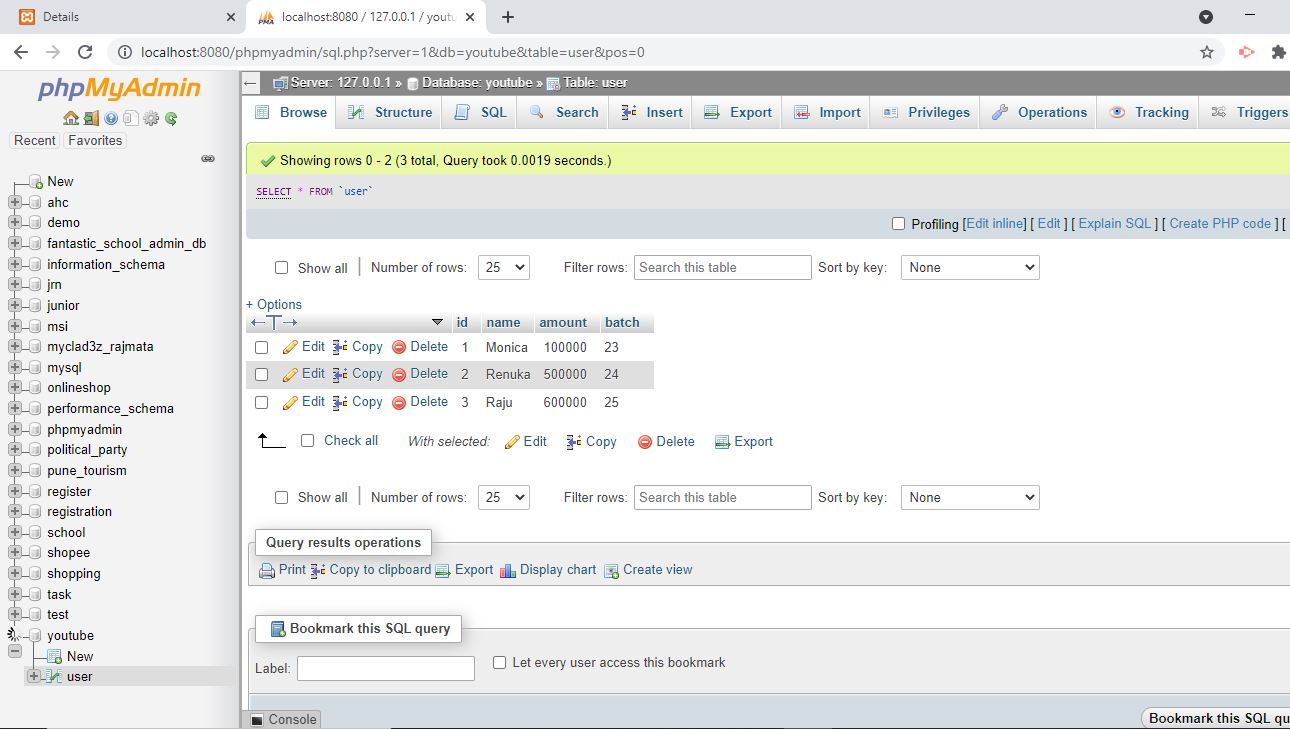 Details
localhost:8080 / 127.0.0.1 / youtu
localhost:8080/phpmyadmin/sql.php?server=1&db=youtube&table=user&pos=0
phpMyAdmin
Recent Favorites
New
ahc
demo
fantastic_school_admin_db
information_schema
jrn
junior
msi
myclad3z_rajmata
mysql
onlineshop
performance_schema
phpmyadmin
political_party
pune_tourism
register
registration
school
shopee
shopping
task
test
youtube
New
user
Server: 127.0.0.1 » Database: youtube » Table: user
Browse Structure SQL Search Insert Export Import Privileges Operations Tracking Triggers
Showing rows 0 - 2 (3 total, Query took 0.0019 seconds.)
SELECT * FROM `user`
Profiling [Edit inline] [ Edit ] [ Explain SQL ] [ Create PHP code ] [
Show all | Number of rows: 25 Filter rows: Search this table Sort by key: None
+ Options
←T→ id name amount batch
Edit Copy Delete 1 Monica 100000 23
Edit Copy Delete 2 Renuka 500000 24
Edit Copy Delete 3 Raju 600000 25
Check all With selected: Edit Copy Delete Export
Show all | Number of rows: 25 Filter rows: Search this table Sort by key: None
Query results operations
Print Copy to clipboard Export Display chart Create view
Bookmark this SQL query
Label: Let every user access this bookmark
Console
Bookmark this SQL qu